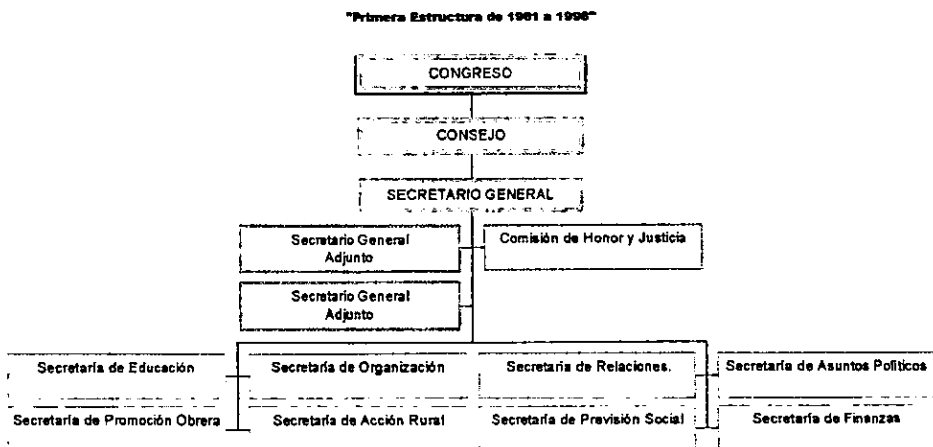 "Primera Estructura de 1961 a 1996"
CONGRESO
CONSEJO
SECRETARIO GENERAL
Secretario General
Adjunto
Comisión de Honor y Justicia
Secretario General
Adjunto
Secretaría de Educación
Secretaría de Organización
Secretaría de Relaciones.
Secretaría de Asuntos Políticos
Secretaría de Promoción Obrera
Secretaría de Acción Rural
Secretaría de Previsión Social
Secretaría de Finanzas